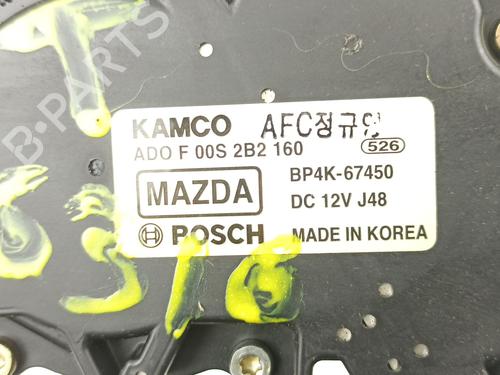 B-PARTS
KAMCO AFC정규영
ADO F 00S 2B2 160 526
MAZDA BP4K-67450
DC 12V J48
BOSCH MADE IN KOREA